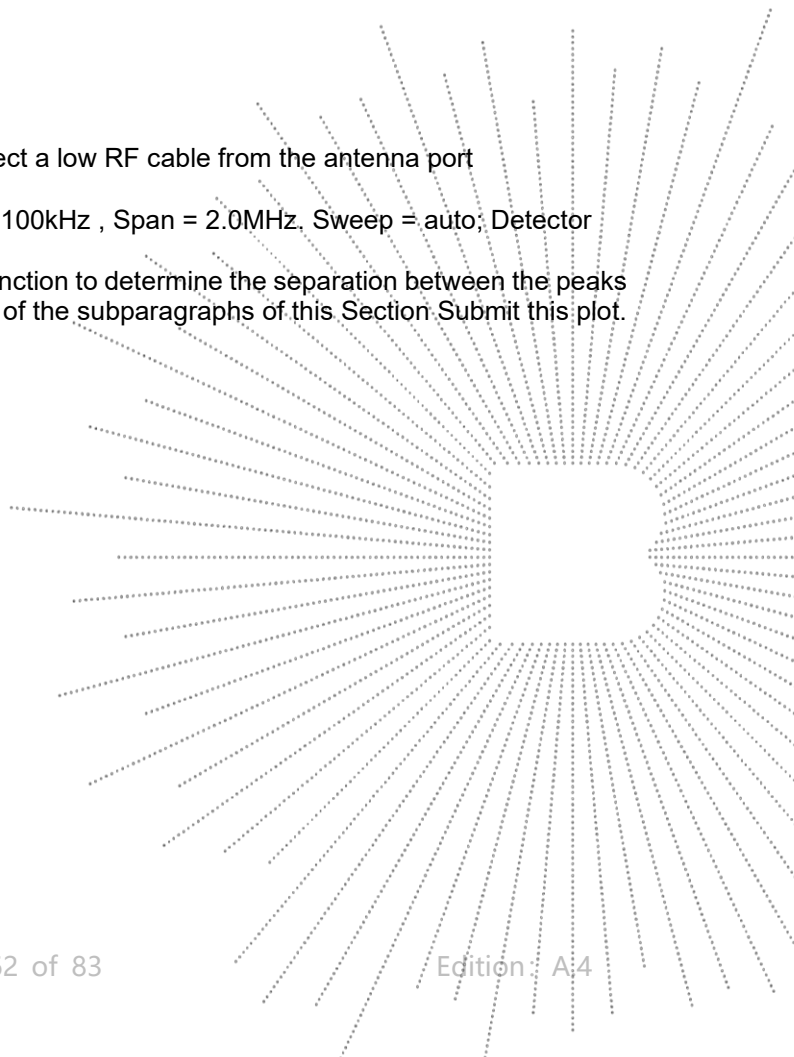 ect a low RF cable from the antenna port
100kHz , Span = 2.0MHz. Sweep = auto; Detector
nction to determine the separation between the peaks
of the subparagraphs of this Section Submit this plot.
62 of 83 Edition: A.4